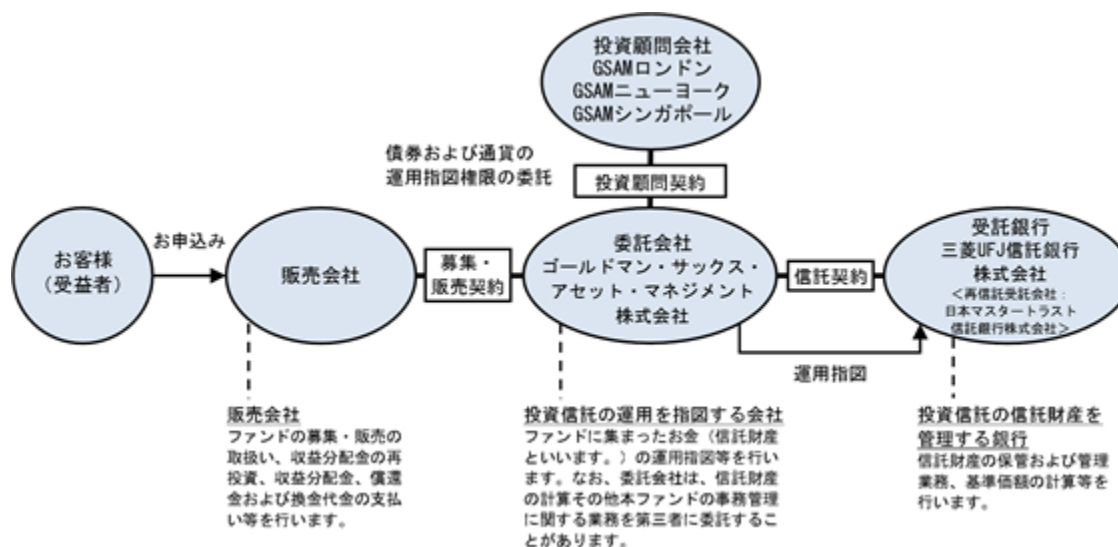 投資顧問会社
GSAMロンドン
GSAMニューヨーク
GSAMシンガポール
債券および通貨の
運用指図権限の委託
投資顧問契約
お客様
（受益者）
お申込み
販売会社
募集・
販売契約
委託会社
ゴールドマン・サックス・
アセット・マネジメント
株式会社
信託契約
受託銀行
三菱UFJ信託銀行
株式会社
＜再信託受託会社：
日本マスタートラスト
信託銀行株式会社＞
運用指図
販売会社
ファンドの募集・販売の
取扱い、収益分配金の再
投資、収益分配金、償還
金および換金代金の支払
い等を行います。
投資信託の運用を指図する会社
ファンドに集まったお金（信託財産
といいます。）の運用指図等を行い
ます。なお、委託会社は、信託財産
の計算その他本ファンドの事務管理
に関する業務を第三者に委託するこ
とがあります。
投資信託の信託財産を
管理する銀行
信託財産の保管および管理
業務、基準価額の計算等を
行います。